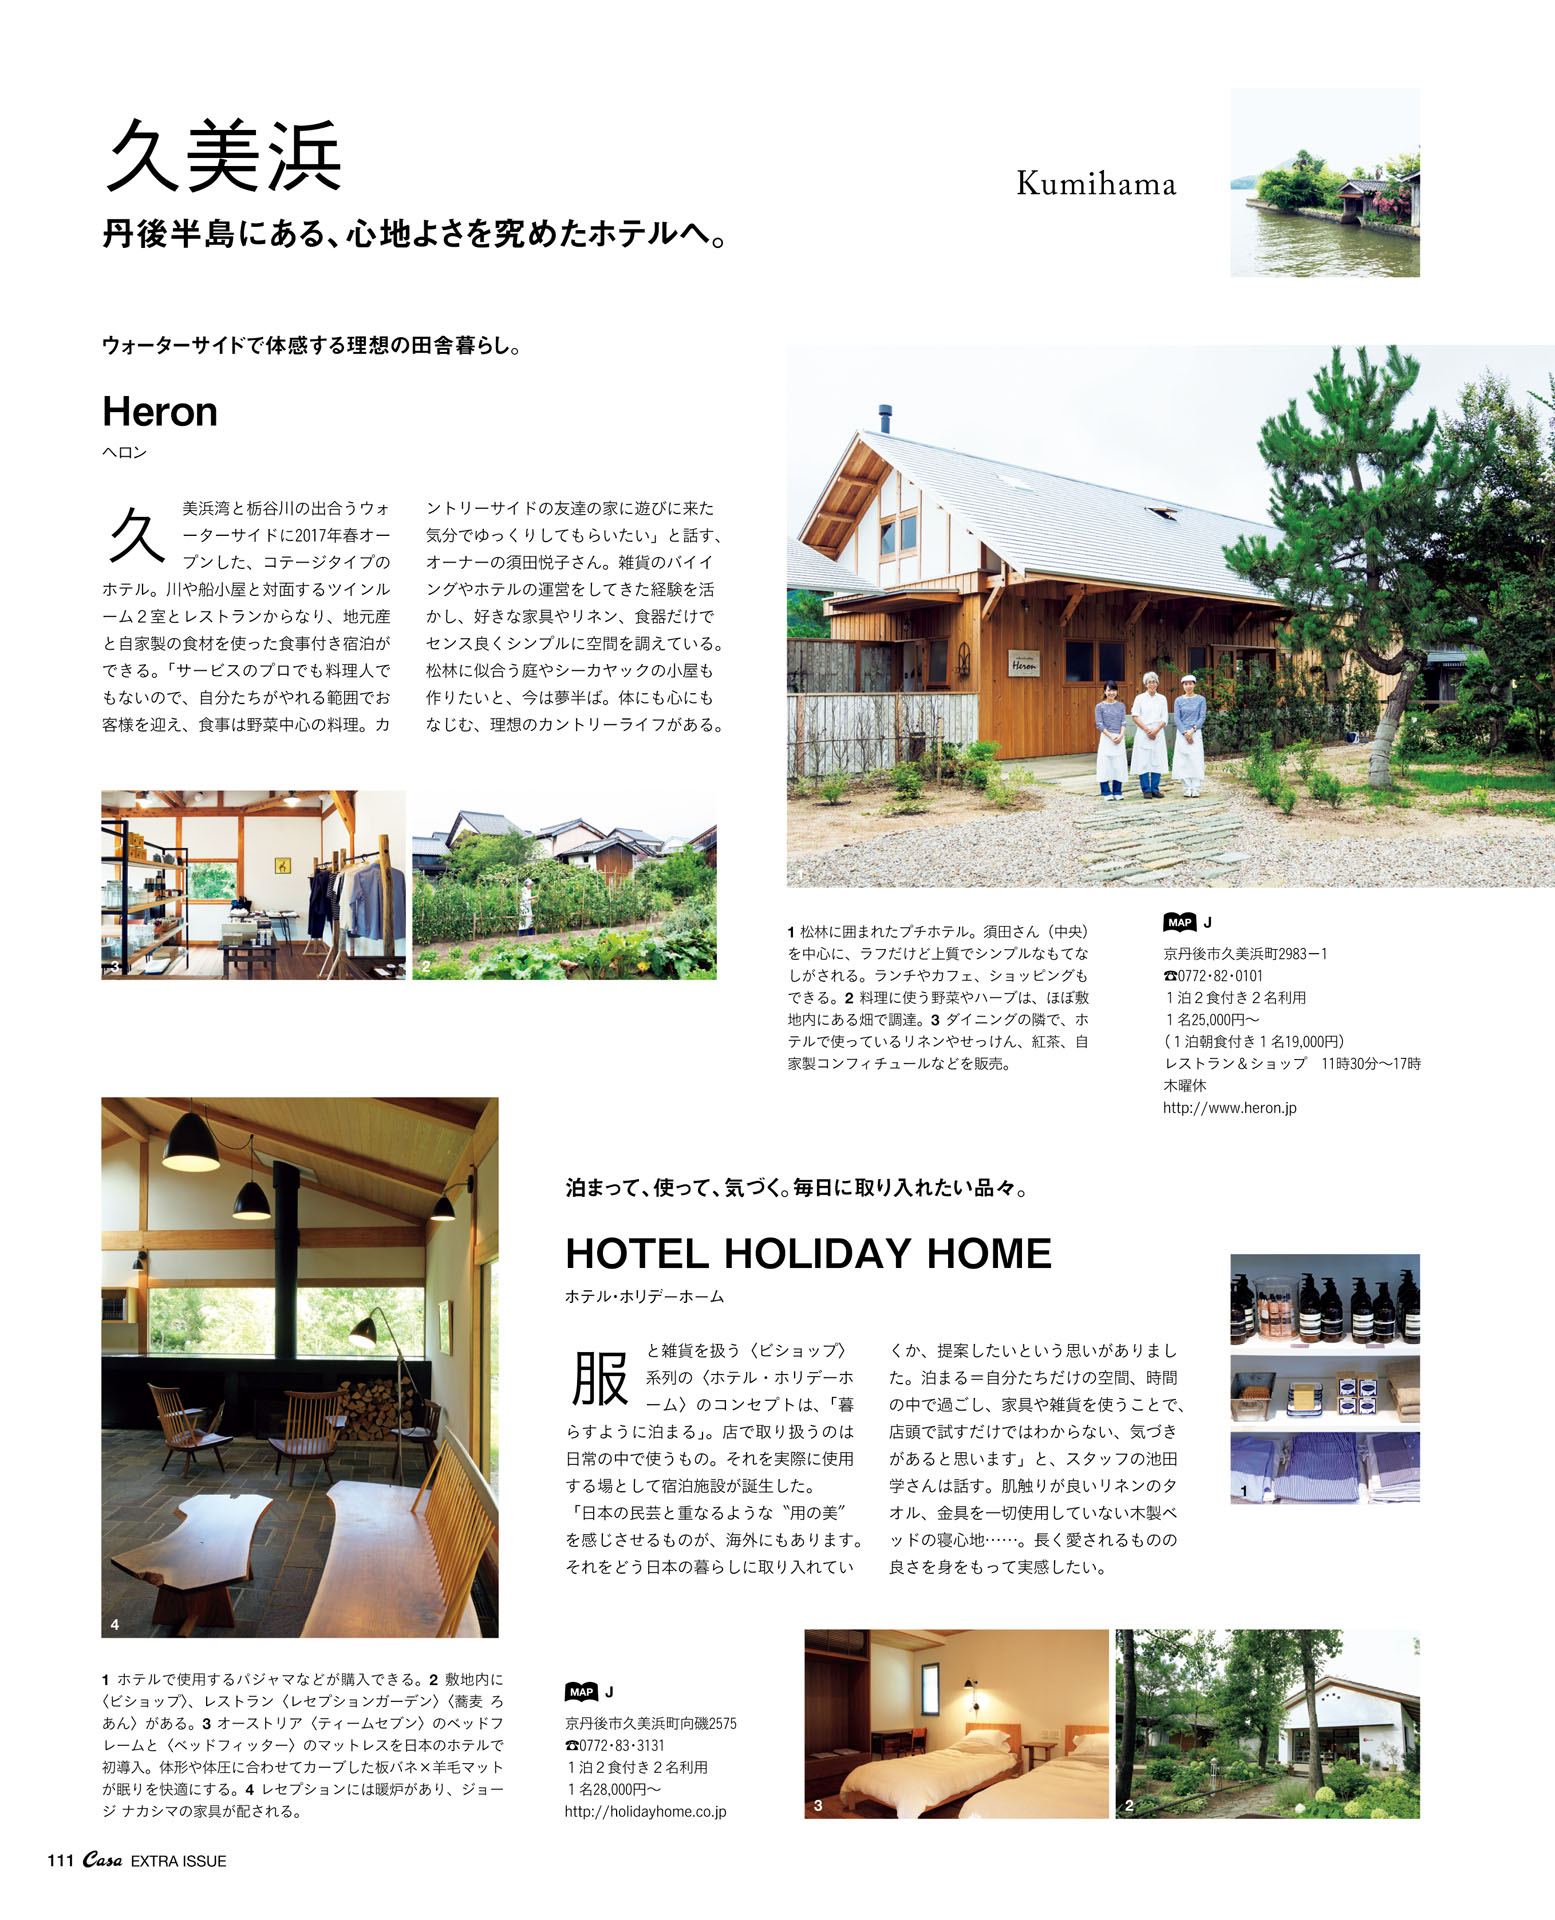 久美浜
丹後半島にある、心地よさを究めたホテルへ。
Kumihama
ウォーターサイドで体感する理想の田舎暮らし。
Heron
ヘロン
久美浜湾と栃谷川の出合うウォ
ーターサイドに2017年春オー
プンした、コテージタイプの
ホテル。川や船小屋と対面するツインル
ーム２室とレストランからなり、地元産
と自家製の食材を使った食事付き宿泊が
できる。「サービスのプロでも料理人で
もないので、自分たちがやれる範囲でお
客様を迎え、食事は野菜中心の料理。カ
ントリーサイドの友達の家に遊びに来た
気分でゆっくりしてもらいたい」と話す、
オーナーの須田悦子さん。雑貨のバイイ
ングやホテルの運営をしてきた経験を活
かし、好きな家具やリネン、食器だけで
センス良くシンプルに空間を調えている。
松林に似合う庭やシーカヤックの小屋も
作りたいと、今は夢半ば。体にも心にも
なじむ、理想のカントリーライフがある。
Heron
1
3
2
1 松林に囲まれたプチホテル。須田さん（中央）
を中心に、ラフだけど上質でシンプルなもてな
しがされる。ランチやカフェ、ショッピングも
できる。2 料理に使う野菜やハーブは、ほぼ敷
地内にある畑で調達。3 ダイニングの隣で、ホ
テルで使っているリネンやせっけん、紅茶、自
家製コンフィチュールなどを販売。
MAP J
京丹後市久美浜町2983−1
☎0772・82・0101
１泊２食付き２名利用
１名25,000円〜
（１泊朝食付き１名19,000円）
レストラン＆ショップ　11時30分〜17時
木曜休
http://www.heron.jp
4
泊まって、使って、気づく。毎日に取り入れたい品々。
HOTEL HOLIDAY HOME
ホテル・ホリデーホーム
服と雑貨を扱う〈ビショップ〉
系列の〈ホテル・ホリデーホ
ーム〉のコンセプトは、「暮
らすように泊まる」。店で取り扱うのは
日常の中で使うもの。それを実際に使用
する場として宿泊施設が誕生した。
「日本の民芸と重なるような〝用の美〞
を感じさせるものが、海外にもあります。
それをどう日本の暮らしに取り入れてい
くか、提案したいという思いがありまし
た。泊まる＝自分たちだけの空間、時間
の中で過ごし、家具や雑貨を使うことで、
店頭で試すだけではわからない、気づき
があると思います」と、スタッフの池田
学さんは話す。肌触りが良いリネンのタ
オル、金具を一切使用していない木製ベ
ッドの寝心地……。長く愛されるものの
良さを身をもって実感したい。
1
1 ホテルで使用するパジャマなどが購入できる。2 敷地内に
〈ビショップ〉、レストラン〈レセプションガーデン〉〈蕎麦 ろ
あん〉がある。3 オーストリア〈ティームセブン〉のベッドフ
レームと〈ベッドフィッター〉のマットレスを日本のホテルで
初導入。体形や体圧に合わせてカーブした板バネ×羊毛マット
が眠りを快適にする。4 レセプションには暖炉があり、ジョー
ジ ナカシマの家具が配される。
MAP J
京丹後市久美浜町向磯2575
☎0772・83・3131
１泊２食付き２名利用
１名28,000円〜
http://holidayhome.co.jp
3
2
111 Casa EXTRA ISSUE